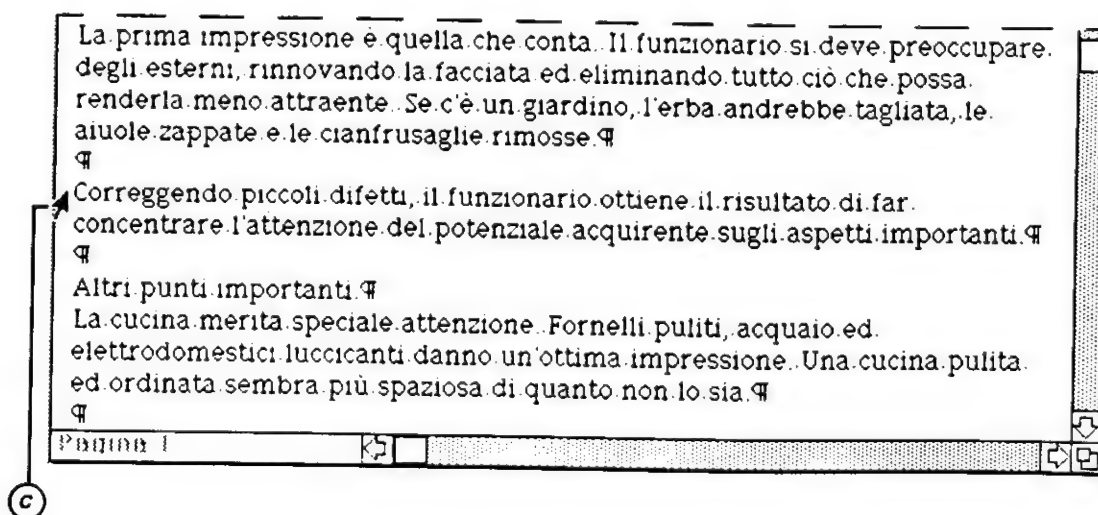 La prima impressione è quella che conta. Il funzionario si deve preoccupare
degli esterni, rinnovando la facciata ed eliminando tutto ciò che possa
renderla meno attraente. Se c'è un giardino, l'erba andrebbe tagliata, le
aiuole zappate e le cianfrusaglie rimosse.¶
¶
Correggendo piccoli difetti, il funzionario ottiene il risultato di far
concentrare l'attenzione del potenziale acquirente sugli aspetti importanti.¶
¶
Altri punti importanti.¶
La cucina merita speciale attenzione. Fornelli puliti, acquaio ed
elettrodomestici luccicanti danno un'ottima impressione. Una cucina pulita
ed ordinata sembra più spaziosa di quanto non lo sia.¶
¶
Pagina 1
c